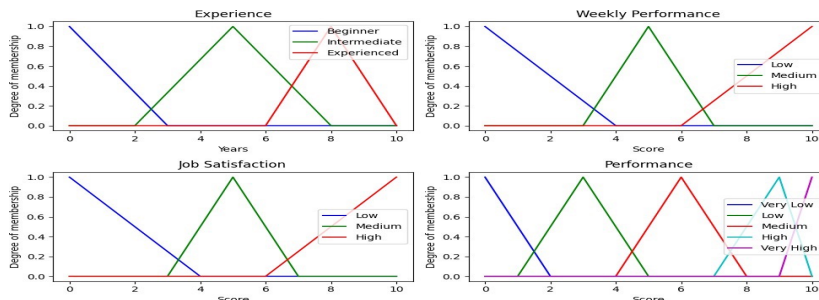 Experience
Degree of membership
1.0
0.8
0.6
0.4
0.2
0.0
Beginner
Intermediate
Experienced
0 2 4 6 8 10
Years
Weekly Performance
Degree of membership
1.0
0.8
0.6
0.4
0.2
0.0
Low
Medium
High
0 2 4 6 8 10
Score
Job Satisfaction
Degree of membership
1.0
0.8
0.6
0.4
0.2
0.0
Low
Medium
High
0 2 4 6 8 10
Score
Performance
Degree of membership
1.0
0.8
0.6
0.4
0.2
0.0
Very Low
Low
Medium
High
Very High
0 2 4 6 8 10
Score